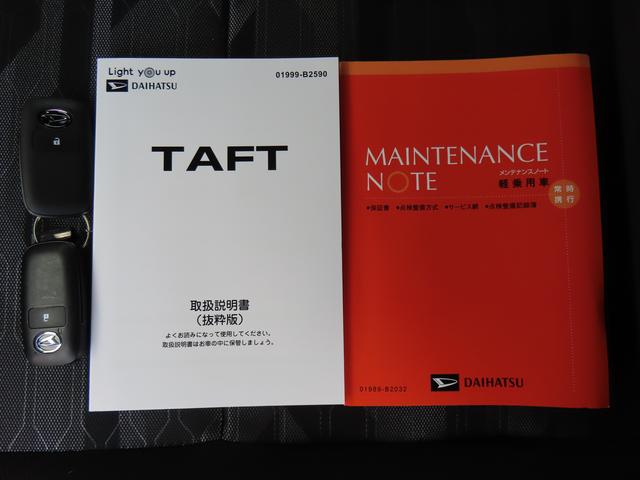 Light you up
DAIHATSU
01999-B2590
TAFT
取扱説明書
（抜粋版）
よくお読みになって使用してください。
取扱説明書はお車の中に保管しましょう。
MAINTENANCE
NOTE
メンテナンスノート
軽乗用車
常時
携行
●保証書 ●点検整備方式 ●サービス網 ●点検整備記録簿
01989-B2032
DAIHATSU